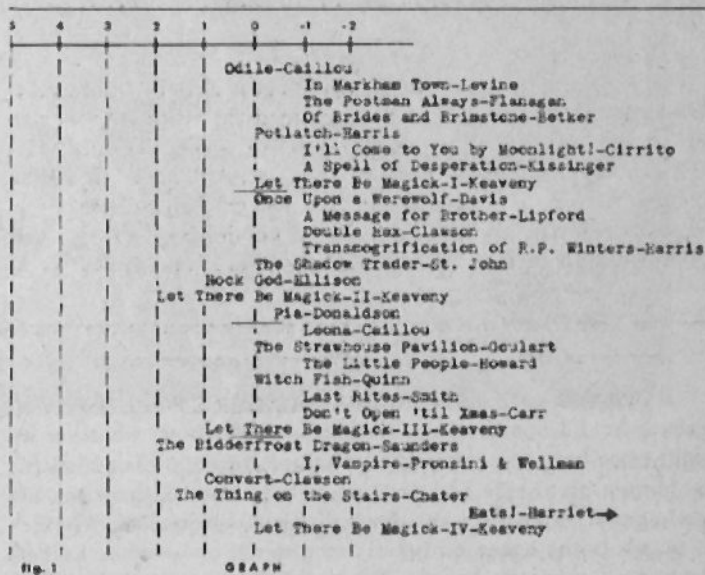 5 4 3 2 1 0 -1 -2
Odile-Caillou
In Markham Town-Levine
The Postman Always-Flanagan
Of Brides and Brimstone-Betker
Potlatch-Harris
I'll Come to You by Moonlight!-Cirrito
A Spell of Desperation-Kissinger
Let There Be Magick-I-Keaveny
Once Upon a Werewolf-Davis
A Message for Brother-Lipford
Double Hex-Clawson
Transmogrification of R.P. Winters-Harris
The Shadow Trader-St. John
Rock God-Ellison
Let There Be Magick-II-Keaveny
Pia-Donaldson
Leona-Caillou
The Strawhouse Pavilion-Goulart
The Little People-Howard
Witch Fish-Quinn
Last Rites-Smith
Don't Open 'til Xmas-Carr
Let There Be Magick-III-Keaveny
The Hidderfrost Dragon-Saunders
I, Vampire-Pronzini & Wellman
Convert-Clawson
The Thing on the Stairs-Chater
Rats!-Harriet→
Let There Be Magick-IV-Keaveny
fig. 1 GRAPH